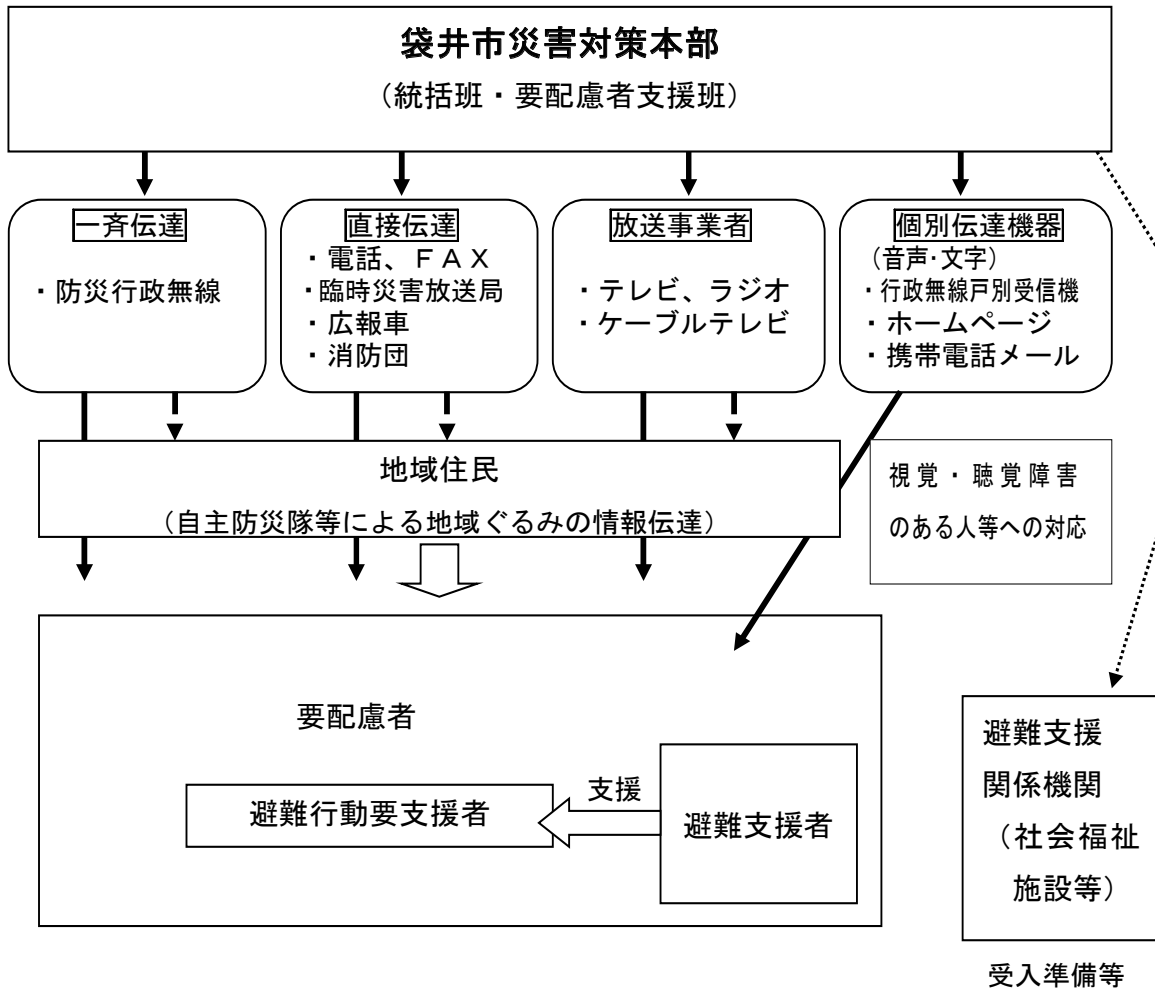 袋井市災害対策本部
（統括班・要配慮者支援班）
一斉伝達
・防災行政無線
直接伝達
・電話、ＦＡＸ
・臨時災害放送局
・広報車
・消防団
放送事業者
・テレビ、ラジオ
・ケーブルテレビ
個別伝達機器
（音声・文字）
・行政無線戸別受信機
・ホームページ
・携帯電話メール
地域住民
（自主防災隊等による地域ぐるみの情報伝達）
視覚・聴覚障害
のある人等への対応
要配慮者
避難行動要支援者
支援
避難支援者
避難支援
関係機関
（社会福祉
施設等）
受入準備等